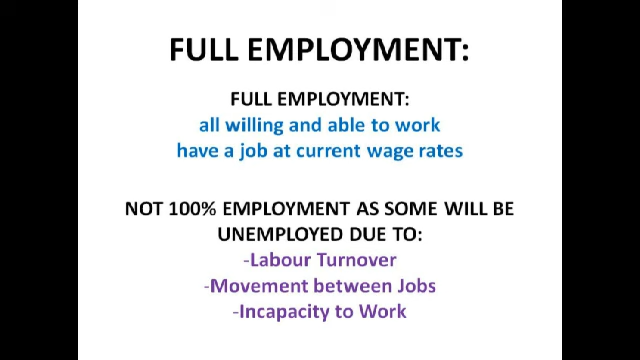 FULL EMPLOYMENT:
FULL EMPLOYMENT:
all willing and able to work
have a job at current wage rates
NOT 100% EMPLOYMENT AS SOME WILL BE
UNEMPLOYED DUE TO:
-Labour Turnover
-Movement between Jobs
-Incapacity to Work